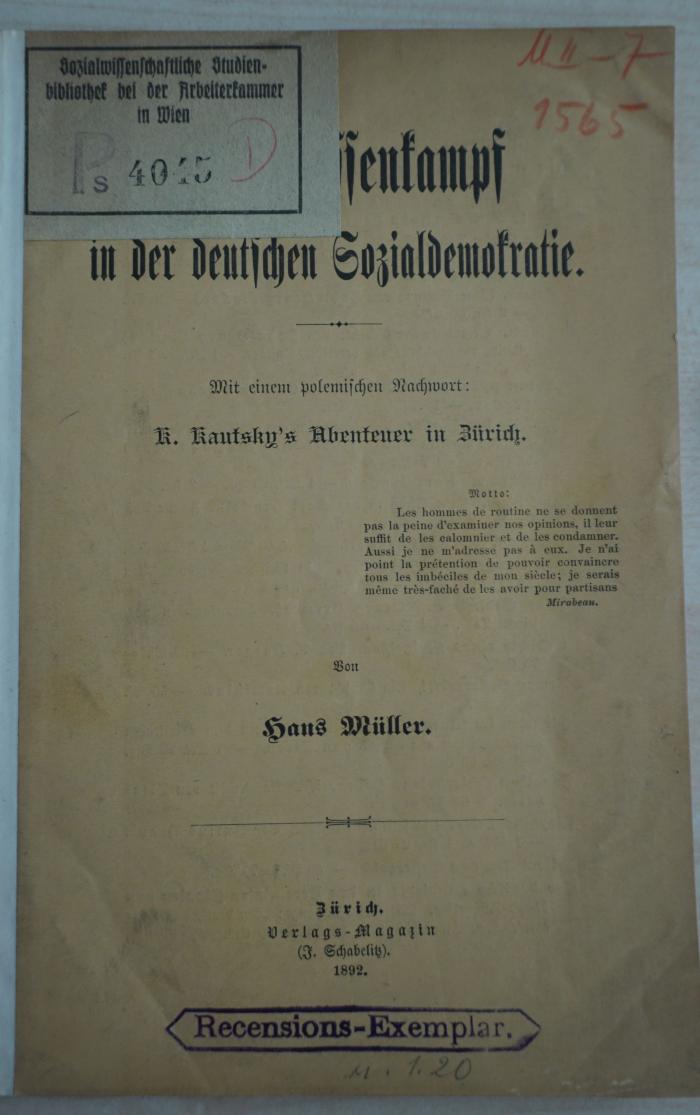 Sozialwissenschaftliche Studien-
bibliothek bei der Arbeiterkammer
in Wien
Ps 4045 D
M II - 7
1565
ssenkampf
in der deutschen Sozialdemokratie.
Mit einem polemischen Nachwort:
K. Kautsky's Abenteuer in Zürich.
Motto:
Les hommes de routine ne se donnent
pas la peine d'examiner nos opinions, il leur
suffit de les calomnier et de les condamner.
Aussi je ne m'adresse pas à eux. Je n'ai
point la prétention de pouvoir convaincre
tous les imbéciles de mon siècle; je serais
même très-faché de les avoir pour partisans
Mirabeau.
Von
Hans Müller.
Zürich.
Verlags-Magazin
(J. Schabelitz).
1892.
Recensions-Exemplar.
M. 1.20